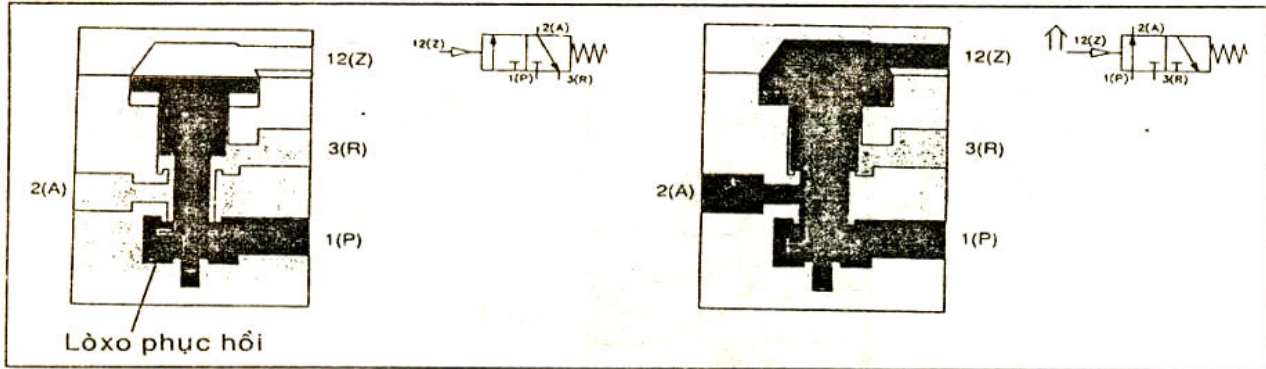 12(Z)
3(R)
2(A)
1(P)
Lòxo phục hồi
12(Z)
2(A)
1(P)
3(R)
12(Z)
3(R)
2(A)
1(P)
12(Z)
2(A)
1(P)
3(R)